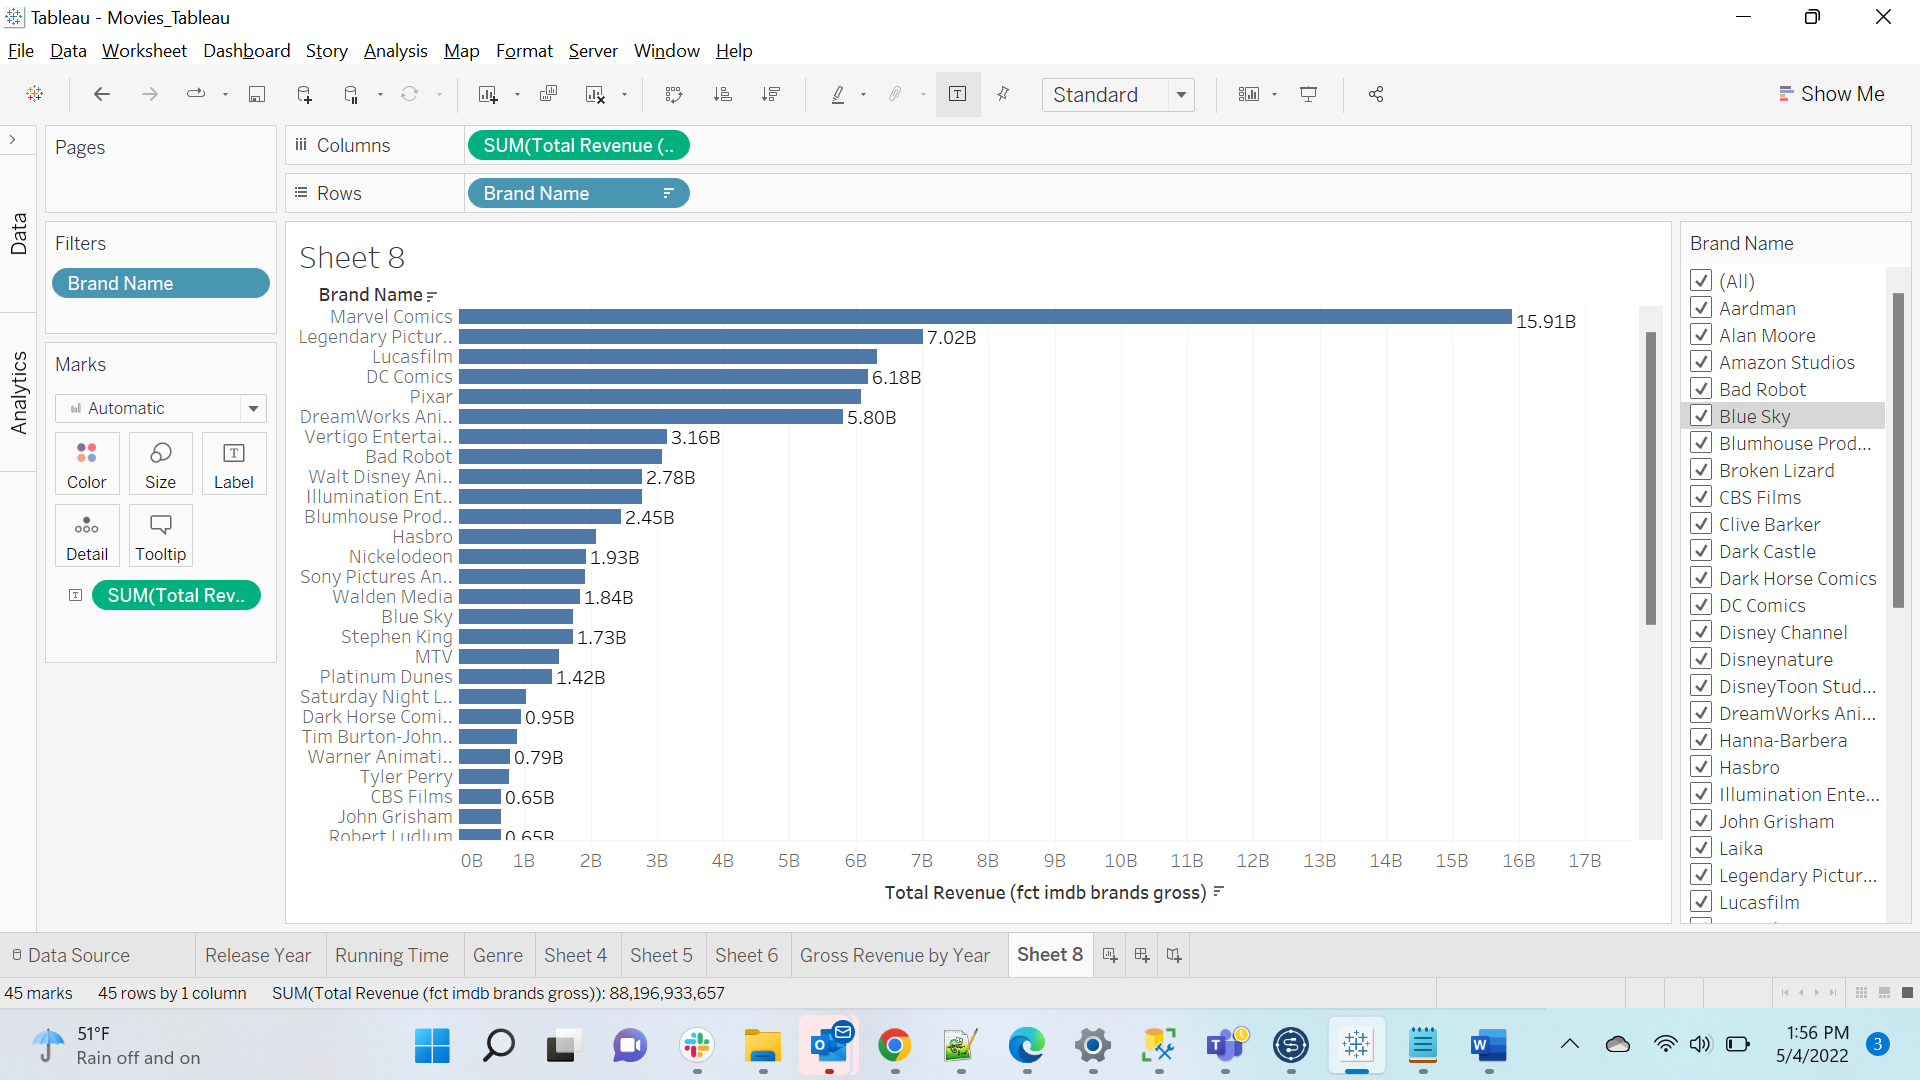 Tableau - Movies_Tableau
File Data Worksheet Dashboard Story Analysis Map Format Server Window Help
Standard
Show Me
Pages
Columns
SUM(Total Revenue (..
Rows
Brand Name
Data
Analytics
Filters
Brand Name
Marks
Automatic
Color Size Label
Detail Tooltip
SUM(Total Rev..
Sheet 8
Brand Name
Marvel Comics 15.91B
Legendary Pictur.. 7.02B
Lucasfilm
DC Comics 6.18B
Pixar
DreamWorks Ani.. 5.80B
Vertigo Entertai.. 3.16B
Bad Robot
Walt Disney Ani.. 2.78B
Illumination Ent..
Blumhouse Prod.. 2.45B
Hasbro
Nickelodeon 1.93B
Sony Pictures An..
Walden Media 1.84B
Blue Sky
Stephen King 1.73B
MTV
Platinum Dunes 1.42B
Saturday Night L..
Dark Horse Comi.. 0.95B
Tim Burton-John..
Warner Animati.. 0.79B
Tyler Perry
CBS Films 0.65B
John Grisham
Robert Ludlum 0.65B
0B 1B 2B 3B 4B 5B 6B 7B 8B 9B 10B 11B 12B 13B 14B 15B 16B 17B
Total Revenue (fct imdb brands gross)
Brand Name
(All)
Aardman
Alan Moore
Amazon Studios
Bad Robot
Blue Sky
Blumhouse Prod...
Broken Lizard
CBS Films
Clive Barker
Dark Castle
Dark Horse Comics
DC Comics
Disney Channel
Disneynature
DisneyToon Stud...
DreamWorks Ani...
Hanna-Barbera
Hasbro
Illumination Ente...
John Grisham
Laika
Legendary Pictur...
Lucasfilm
Data Source Release Year Running Time Genre Sheet 4 Sheet 5 Sheet 6 Gross Revenue by Year Sheet 8
45 marks 45 rows by 1 column SUM(Total Revenue (fct imdb brands gross)): 88,196,933,657
51°F
Rain off and on
1:56 PM
5/4/2022
3